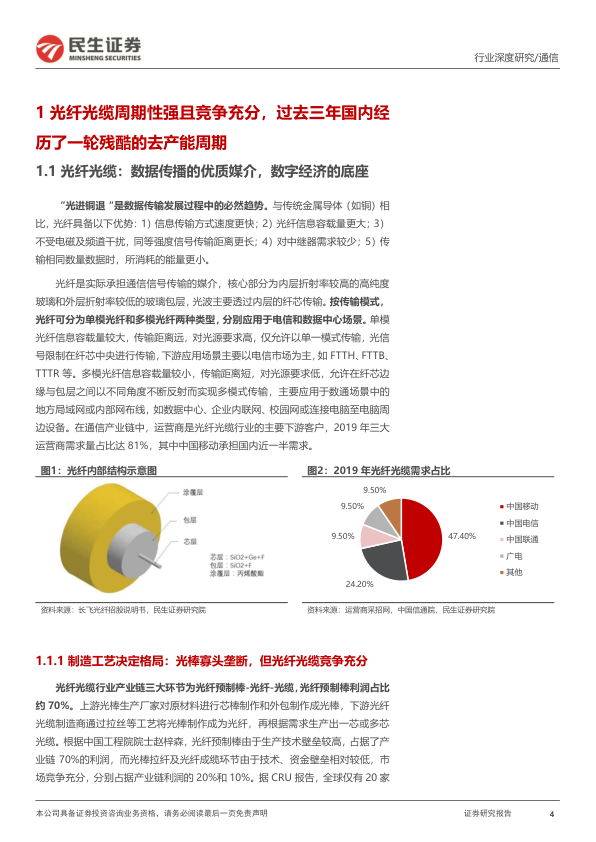 民生证券
MINSHENG SECURITIES
行业深度研究/通信
1 光纤光缆周期性强且竞争充分，过去三年国内经
历了一轮残酷的去产能周期
1.1 光纤光缆：数据传播的优质媒介，数字经济的底座
“光进铜退 ”是数据传输发展过程中的必然趋势。与传统金属导体（如铜）相
比，光纤具备以下优势：1）信息传输方式速度更快；2）光纤信息容载量更大；3）
不受电磁及频道干扰，同等强度信号传输距离更长；4）对中继器需求较少；5）传
输相同数量数据时，所消耗的能量更小。
光纤是实际承担通信信号传输的媒介，核心部分为内层折射率较高的高纯度
玻璃和外层折射率较低的玻璃包层，光波主要透过内层的纤芯传输。按传输模式，
光纤可分为单模光纤和多模光纤两种类型，分别应用于电信和数据中心场景。单模
光纤信息容载量较大，传输距离远，对光源要求高，仅允许以单一模式传输，光信
号限制在纤芯中央进行传输，下游应用场景主要以电信市场为主，如 FTTH、FTTB、
TTTR 等。多模光纤信息容载量较小，传输距离短，对光源要求低，允许在纤芯边
缘与包层之间以不同角度不断反射而实现多模式传输，主要应用于数通场景中的
地方局域网或内部网布线，如数据中心、企业内联网、校园网或连接电脑至电脑周
边设备。在通信产业链中，运营商是光纤光缆行业的主要下游客户，2019 年三大
运营商需求量占比达 81%，其中中国移动承担国内近一半需求。
图1：光纤内部结构示意图
涂覆层
包层
芯层
芯层：SiO2+Ge+F
包层：SiO2+F
涂覆层：丙烯酸酯
资料来源：长飞光纤招股说明书，民生证券研究院
图2：2019 年光纤光缆需求占比
9.50%
9.50%
9.50%
24.20%
47.40%
中国移动
中国电信
中国联通
广电
其他
资料来源：运营商采招网，中国信通院，民生证券研究院
1.1.1 制造工艺决定格局：光棒寡头垄断，但光纤光缆竞争充分
光纤光缆行业产业链三大环节为光纤预制棒-光纤-光缆，光纤预制棒利润占比
约 70%。上游光棒生产厂家对原材料进行芯棒制作和外包制作成光棒，下游光纤
光缆制造商通过拉丝等工艺将光棒制作成为光纤，再根据需求生产出一芯或多芯
光缆。根据中国工程院院士赵梓森，光纤预制棒由于生产技术壁垒较高，占据了产
业链 70%的利润，而光棒拉纤及光纤成缆环节由于技术、资金壁垒相对较低，市
场竞争充分，分别占据产业链利润的 20%和 10%。据 CRU 报告，全球仅有 20 家
本公司具备证券投资咨询业务资格，请务必阅读最后一页免责声明
证券研究报告
4